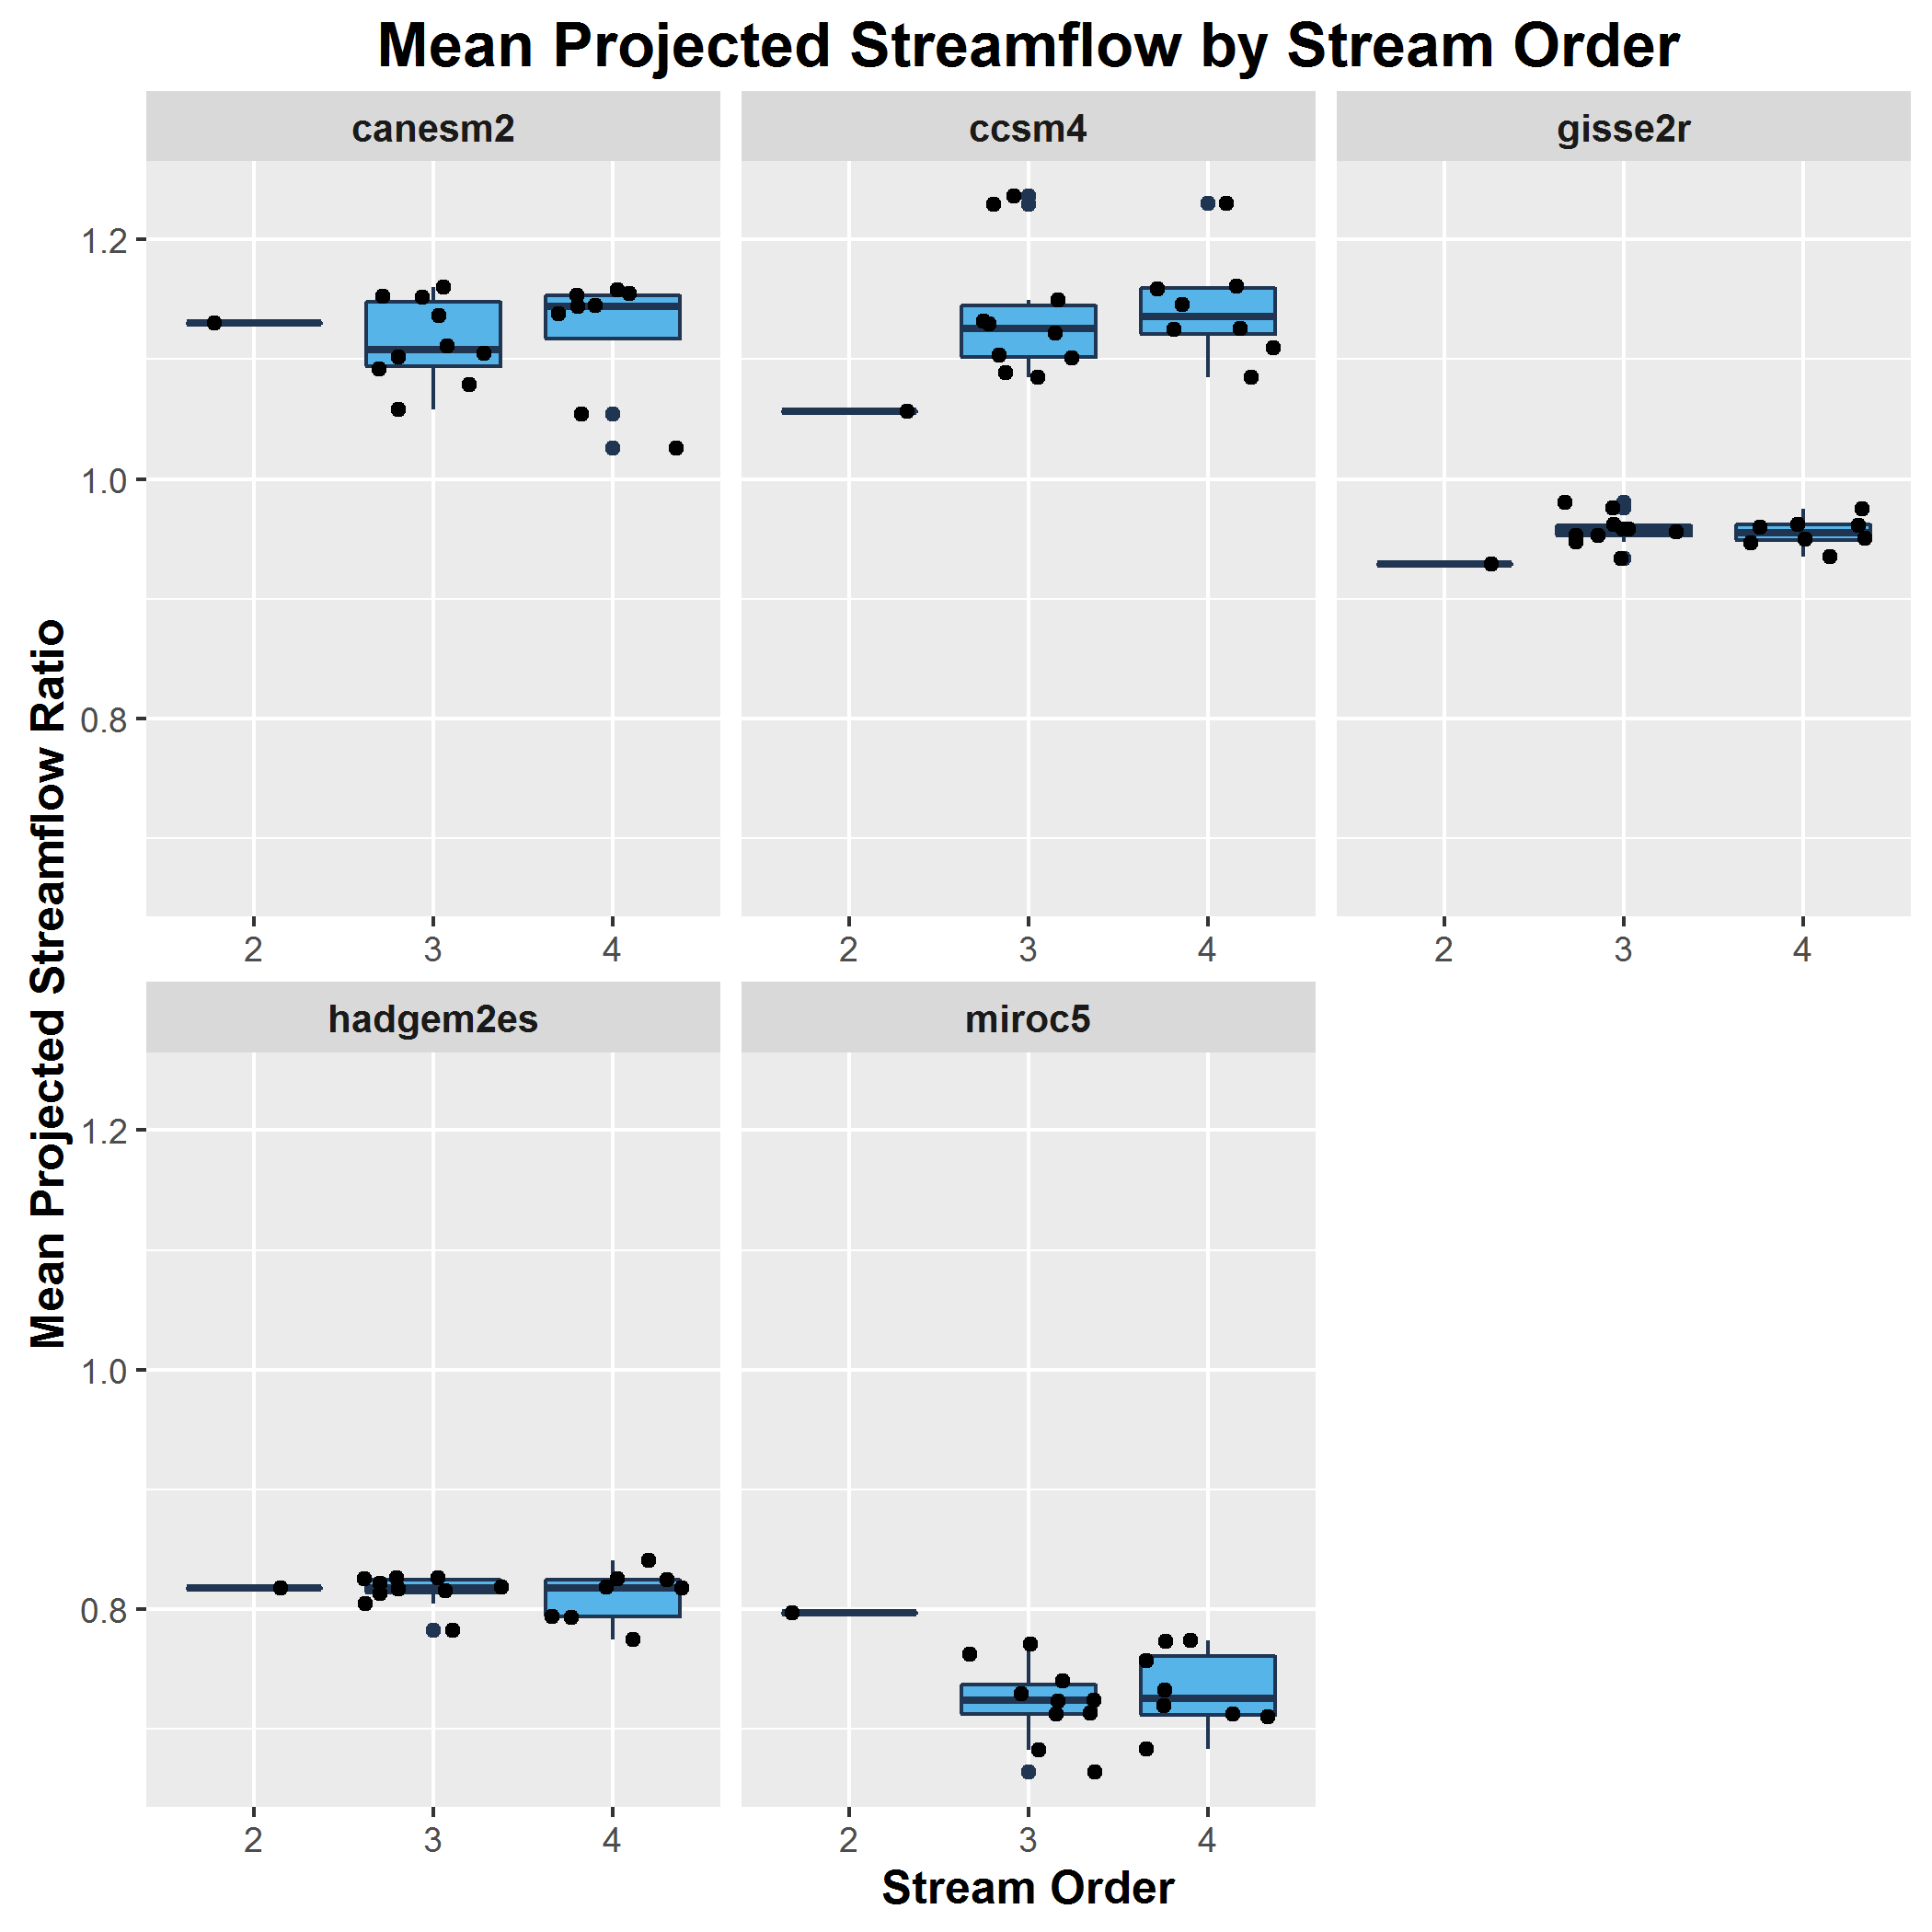 Mean Projected Streamflow by Stream Order
canesm2
ccsm4
gisse2r
1.2
1.0
0.8
2 3 4
2 3 4
2 3 4
Mean Projected Streamflow Ratio
hadgem2es
miroc5
1.2
1.0
0.8
2 3 4
2 3 4
Stream Order